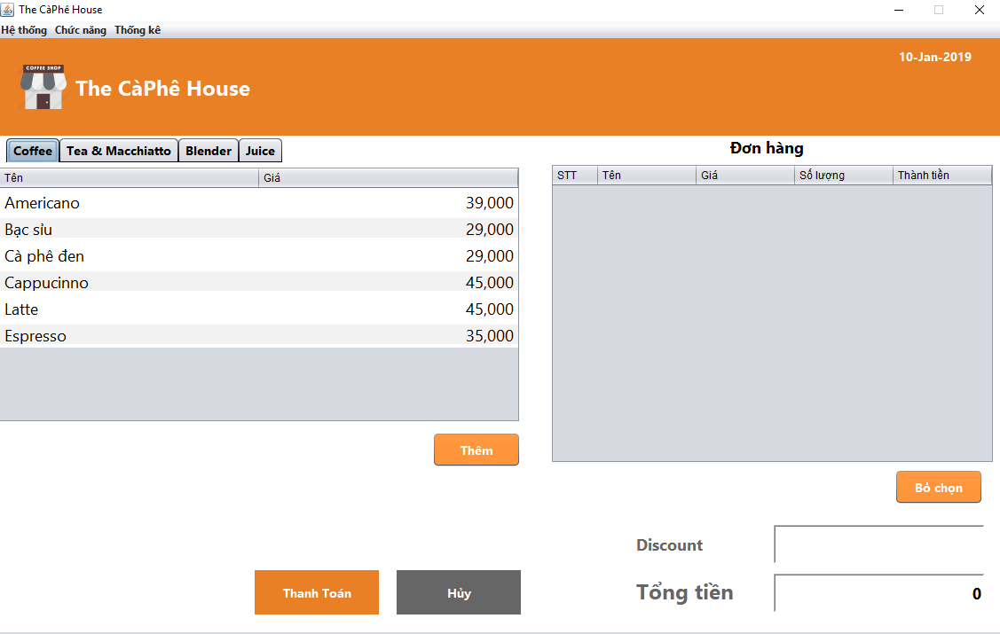 The CàPhê House
Hệ thống Chức năng Thống kê
10-Jan-2019
COFFEE SHOP
The CàPhê House
Coffee Tea & Macchiatto Blender Juice
Tên Giá
Americano 39,000
Bạc sỉu 29,000
Cà phê đen 29,000
Cappucinno 45,000
Latte 45,000
Espresso 35,000
Thêm
Đơn hàng
STT Tên Giá Số lượng Thành tiền
Bỏ chọn
Discount
Tổng tiền 0
Thanh Toán Hủy